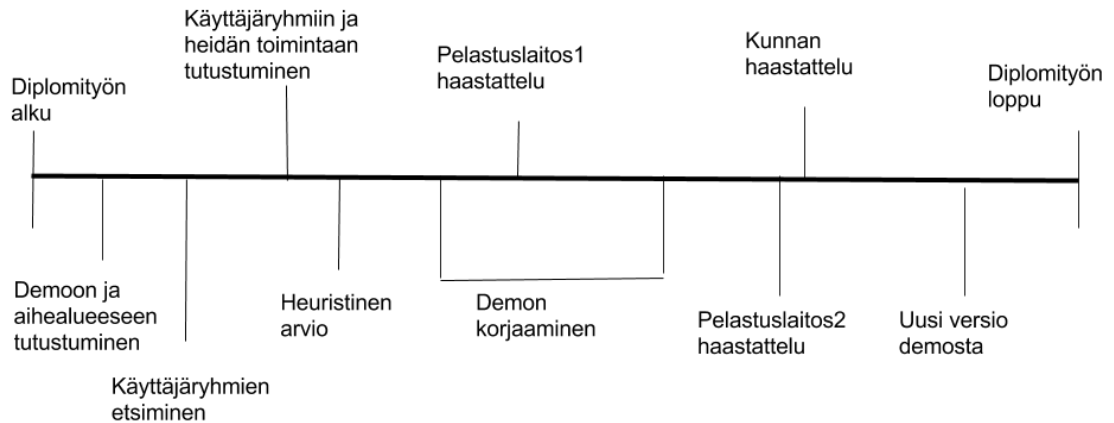 Käyttäjäryhmiin ja
heidän toimintaan
tutustuminen
Pelastuslaitos1
haastattelu
Kunnan
haastattelu
Diplomityön
alku
Diplomityön
loppu
Demoon ja
aihealueeseen
tutustuminen
Heuristinen
arvio
Demon
korjaaminen
Pelastuslaitos2
haastattelu
Uusi versio
demosta
Käyttäjäryhmien
etsiminen